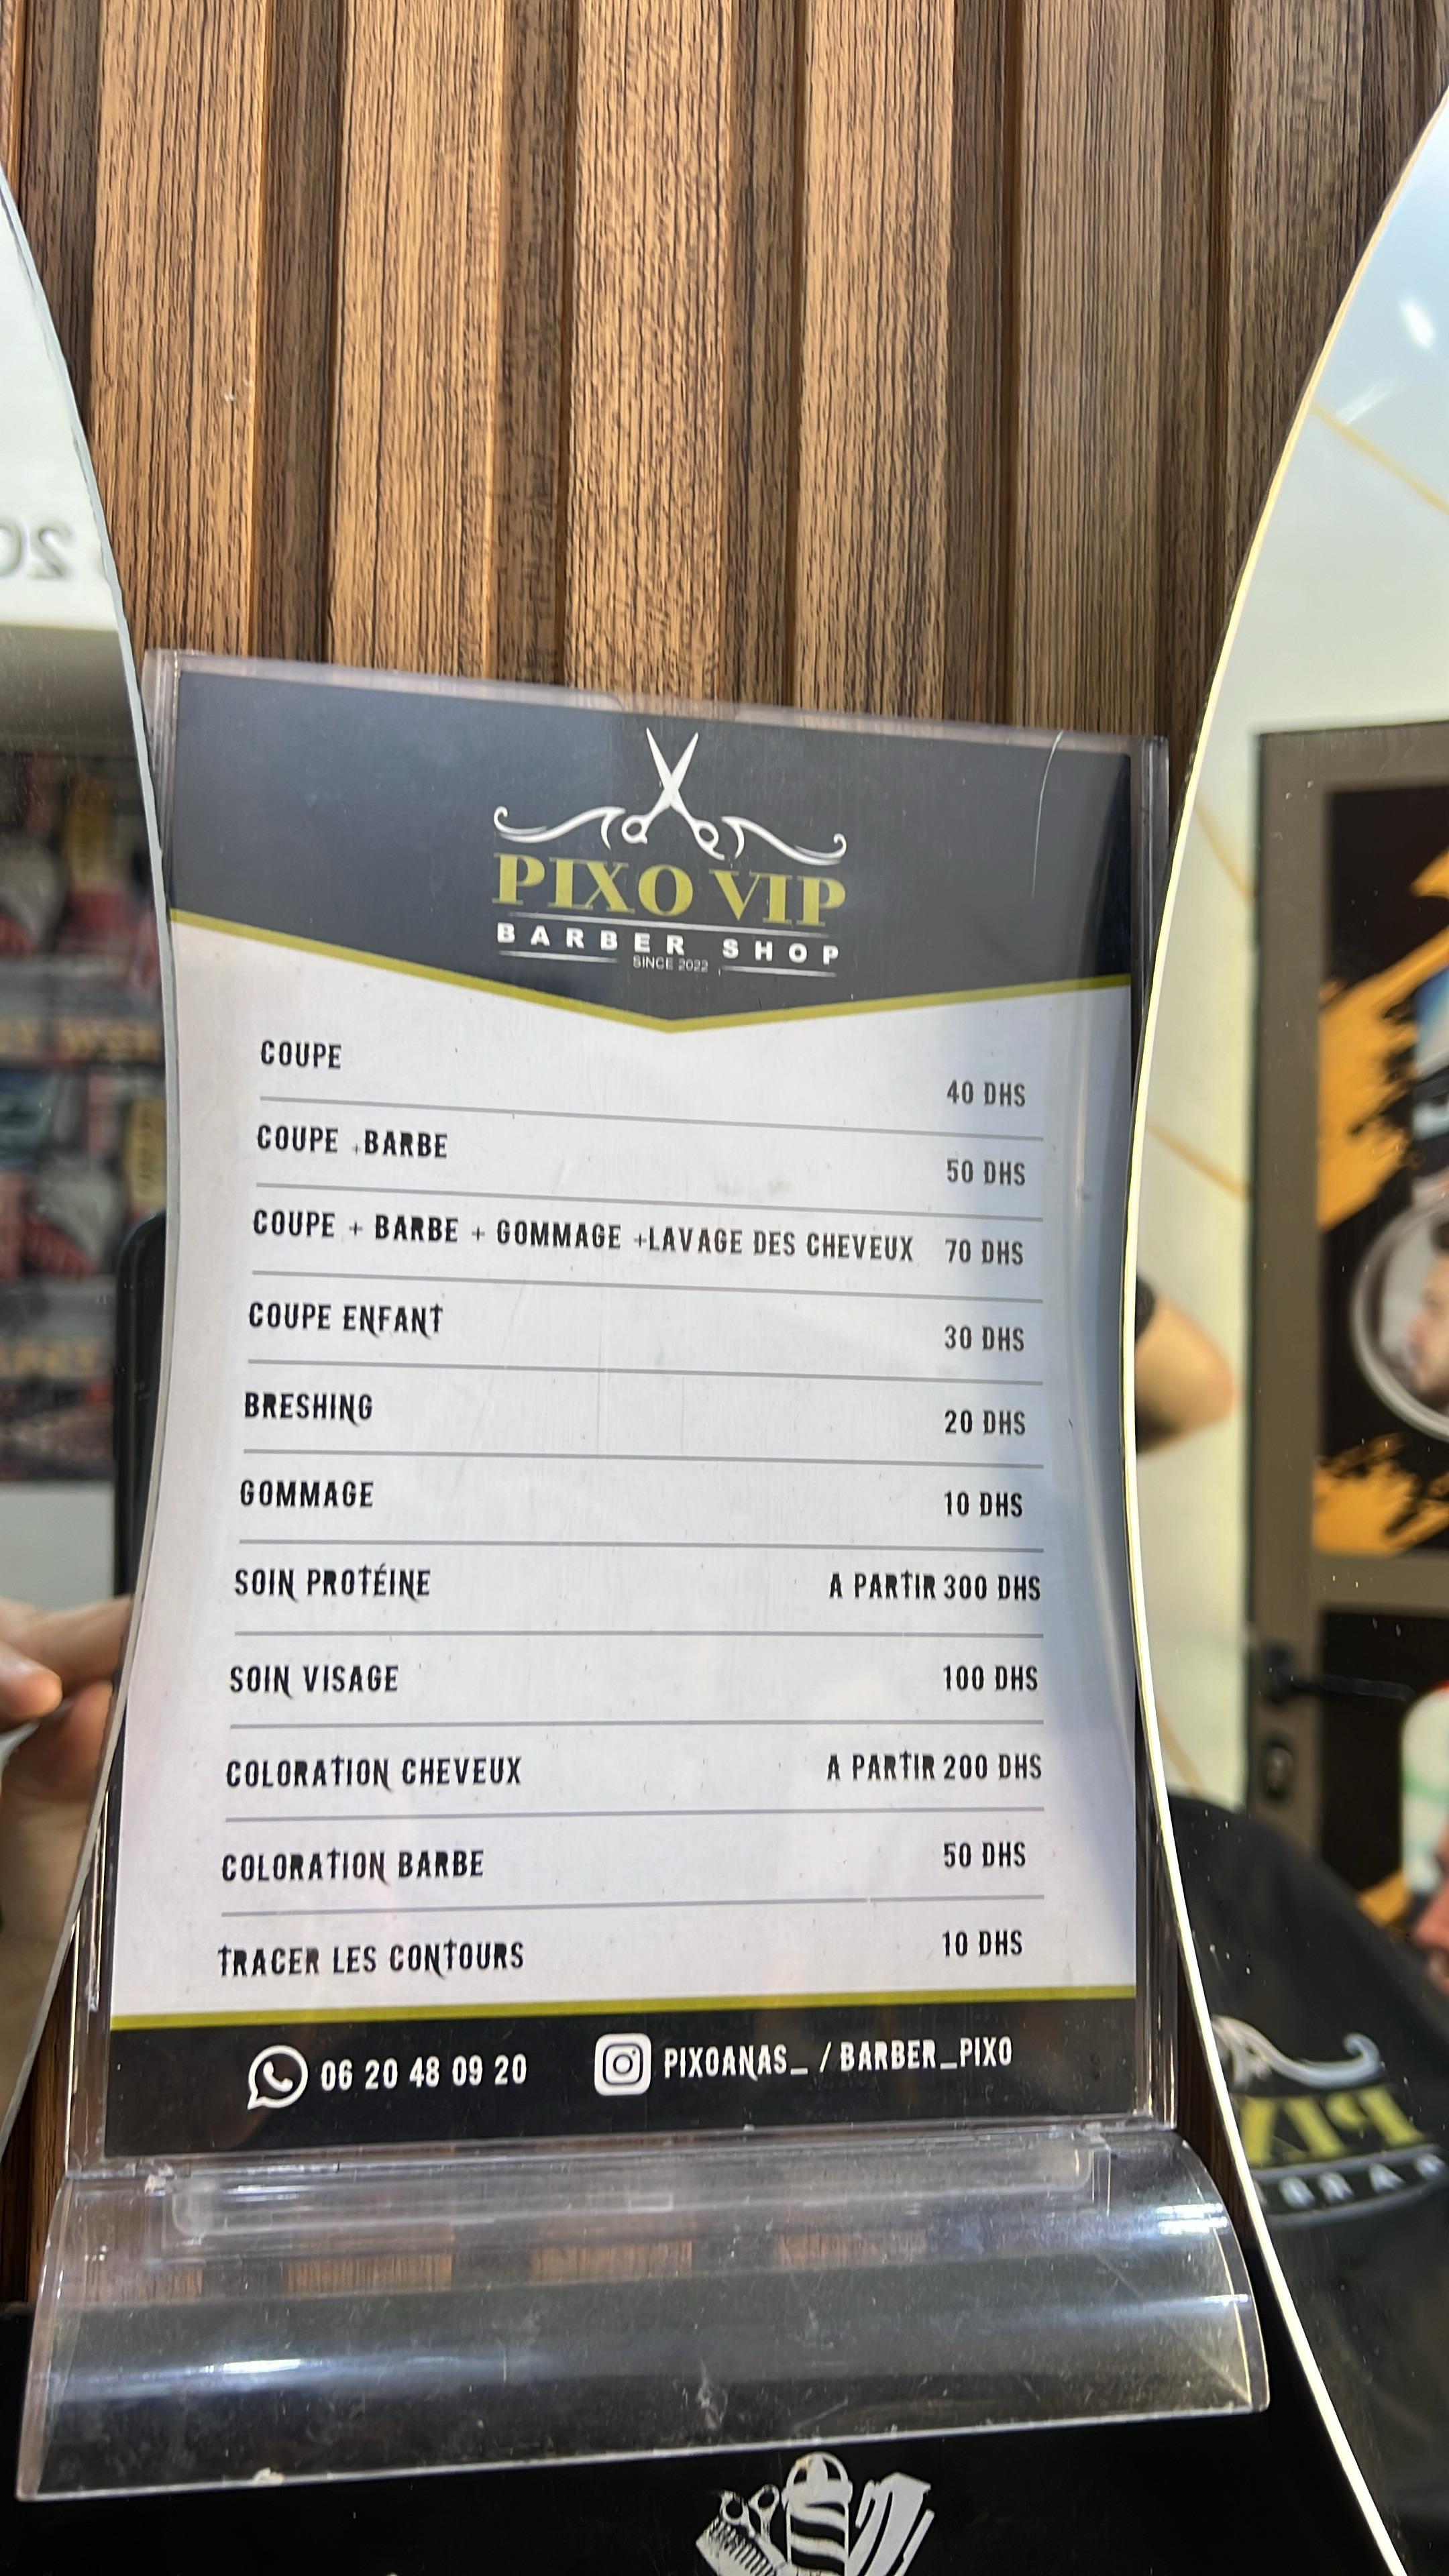 PIXO VIP
BARBER SHOP
SINCE 2022
COUPE 40 DHS
COUPE +BARBE 50 DHS
COUPE + BARBE + GOMMAGE +LAVAGE DES CHEVEUX 70 DHS
COUPE ENFANT 30 DHS
BRESHING 20 DHS
GOMMAGE 10 DHS
SOIN PROTÉINE A PARTIR 300 DHS
SOIN VISAGE 100 DHS
COLORATION CHEVEUX A PARTIR 200 DHS
COLORATION BARBE 50 DHS
TRACER LES CONTOURS 10 DHS
06 20 48 09 20 PIXOANAS_ / BARBER_PIXO